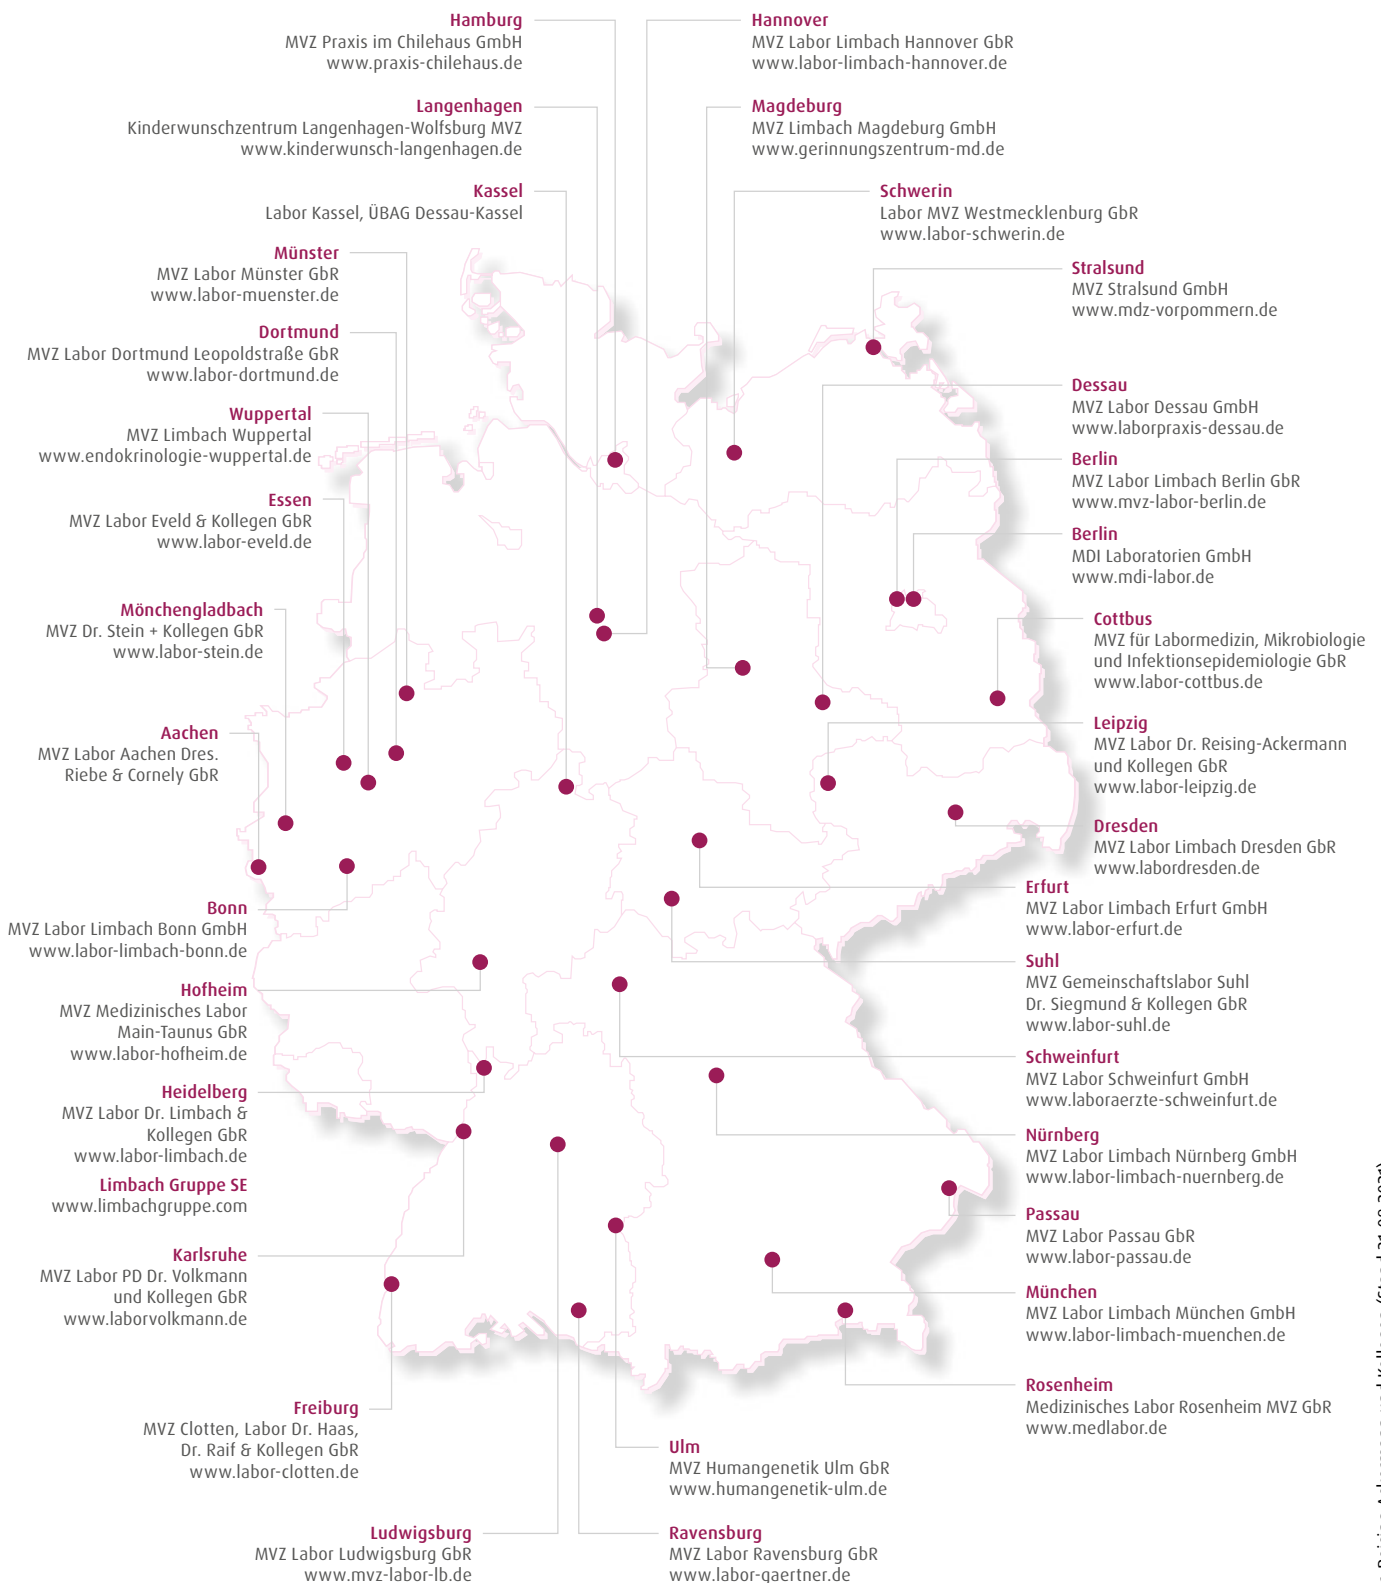 Hamburg
MVZ Praxis im Chilehaus GmbH
www.praxis-chilehaus.de
Langenhagen
Kinderwunschzentrum Langenhagen-Wolfsburg MVZ
www.kinderwunsch-langenhagen.de
Kassel
Labor Kassel, ÜBAG Dessau-Kassel
Münster
MVZ Labor Münster GbR
www.labor-muenster.de
Dortmund
MVZ Labor Dortmund Leopoldstraße GbR
www.labor-dortmund.de
Wuppertal
MVZ Limbach Wuppertal
www.endokrinologie-wuppertal.de
Essen
MVZ Labor Eveld & Kollegen GbR
www.labor-eveld.de
Mönchengladbach
MVZ Dr. Stein + Kollegen GbR
www.labor-stein.de
Aachen
MVZ Labor Aachen Dres.
Riebe & Cornely GbR
Bonn
MVZ Labor Limbach Bonn GmbH
www.labor-limbach-bonn.de
Hofheim
MVZ Medizinisches Labor
Main-Taunus GbR
www.labor-hofheim.de
Heidelberg
MVZ Labor Dr. Limbach &
Kollegen GbR
www.labor-limbach.de
Limbach Gruppe SE
www.limbachgruppe.com
Karlsruhe
MVZ Labor PD Dr. Volkmann
und Kollegen GbR
www.laborvolkmann.de
Freiburg
MVZ Clotten, Labor Dr. Haas,
Dr. Raif & Kollegen GbR
www.labor-clotten.de
Ludwigsburg
MVZ Labor Ludwigsburg GbR
www.mvz-labor-lb.de
Hannover
MVZ Labor Limbach Hannover GbR
www.labor-limbach-hannover.de
Magdeburg
MVZ Limbach Magdeburg GmbH
www.gerinnungszentrum-md.de
Schwerin
Labor MVZ Westmecklenburg GbR
www.labor-schwerin.de
Stralsund
MVZ Stralsund GmbH
www.mdz-vorpommern.de
Dessau
MVZ Labor Dessau GmbH
www.laborpraxis-dessau.de
Berlin
MVZ Labor Limbach Berlin GbR
www.mvz-labor-berlin.de
Berlin
MDI Laboratorien GmbH
www.mdi-labor.de
Cottbus
MVZ für Labormedizin, Mikrobiologie
und Infektionsepidemiologie GbR
www.labor-cottbus.de
Leipzig
MVZ Labor Dr. Reising-Ackermann
und Kollegen GbR
www.labor-leipzig.de
Dresden
MVZ Labor Limbach Dresden GbR
www.labordresden.de
Erfurt
MVZ Labor Limbach Erfurt GmbH
www.labor-erfurt.de
Suhl
MVZ Gemeinschaftslabor Suhl
Dr. Siegmund & Kollegen GbR
www.labor-suhl.de
Schweinfurt
MVZ Labor Schweinfurt GmbH
www.laboraerzte-schweinfurt.de
Nürnberg
MVZ Labor Limbach Nürnberg GmbH
www.labor-limbach-nuernberg.de
Passau
MVZ Labor Passau GbR
www.labor-passau.de
München
MVZ Labor Limbach München GmbH
www.labor-limbach-muenchen.de
Rosenheim
Medizinisches Labor Rosenheim MVZ GbR
www.medlabor.de
Ulm
MVZ Humangenetik Ulm GbR
www.humangenetik-ulm.de
Ravensburg
MVZ Labor Ravensburg GbR
www.labor-gaertner.de